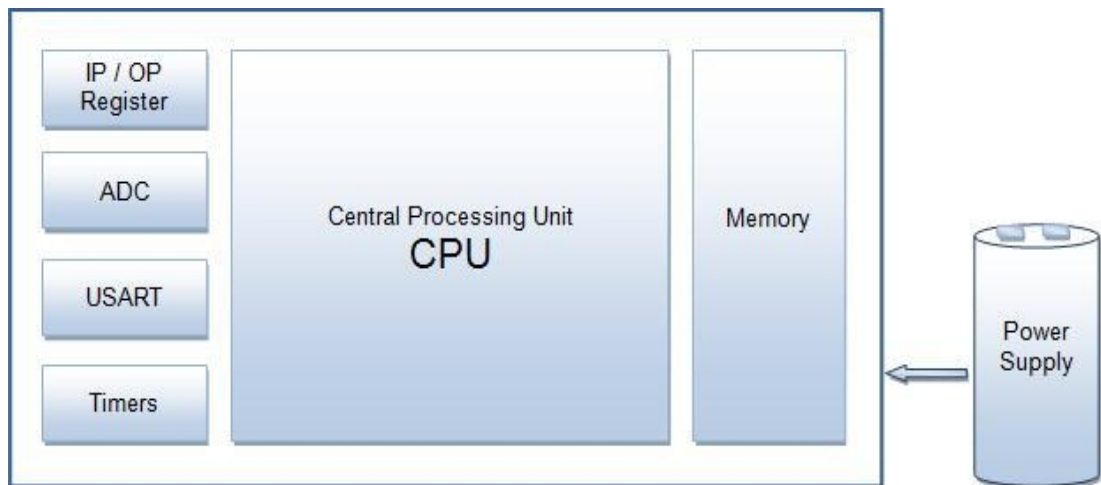 IP / OP
Register
ADC
USART
Timers
Central Processing Unit
CPU
Memory
Power
Supply